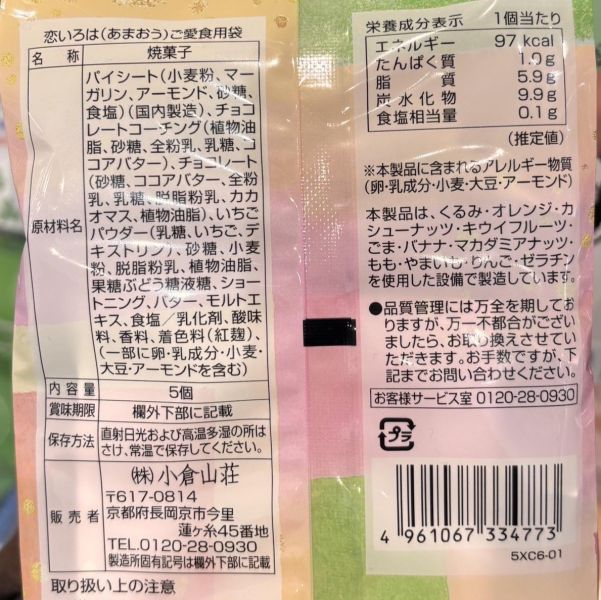 恋いろは(あまおう)ご愛食用袋
名 称 焼菓子
原材料名
パイシート(小麦粉、マー
ガリン、アーモンド、砂糖、
食塩)(国内製造)、チョコ
レートコーチング(植物油
脂、砂糖、全粉乳、乳糖、コ
コアバター)、チョコレート
(砂糖、ココアバター、全粉
乳、乳糖、脱脂粉乳、カカ
オマス、植物油脂)、いちご
パウダー(乳糖、いちご、デ
キストリン)、砂糖、小麦
粉、脱脂粉乳、植物油脂、
果糖ぶどう糖液糖、ショー
トニング、バター、モルトエ
キス、食塩/乳化剤、酸味
料、香料、着色料(紅麹)、
(一部に卵・乳成分・小麦・
大豆・アーモンドを含む)
内容量 5個
賞味期限 欄外下部に記載
保存方法 直射日光および高温多湿の所は
さけ、常温で保存してください。
販売者
(株)小倉山荘
〒617-0814
京都府長岡京市今里
蓮ヶ糸45番地
TEL.0120-28-0930
製造所固有記号は欄外下部に記載
取り扱い上の注意
栄養成分表示 1個当たり
エネルギー 97 kcal
たんぱく質 1.0g
脂質 5.9g
炭水化物 9.9g
食塩相当量 0.1g
(推定値)
※本製品に含まれるアレルギー物質
(卵・乳成分・小麦・大豆・アーモンド)
本製品は、くるみ・オレンジ・カ
シューナッツ・キウイフルーツ・
ごま・バナナ・マカダミアナッツ・
もも・やまいも・りんご・ゼラチン
を使用した設備で製造しています。
●品質管理には万全を期してお
りますが、万一不都合がござい
ましたら、お取り換えさせてい
ただきます。お手数ですが、下
記までお問い合わせください。
お客様サービス室 0120-28-0930
プラ
4 961067 334773
5XC6-01